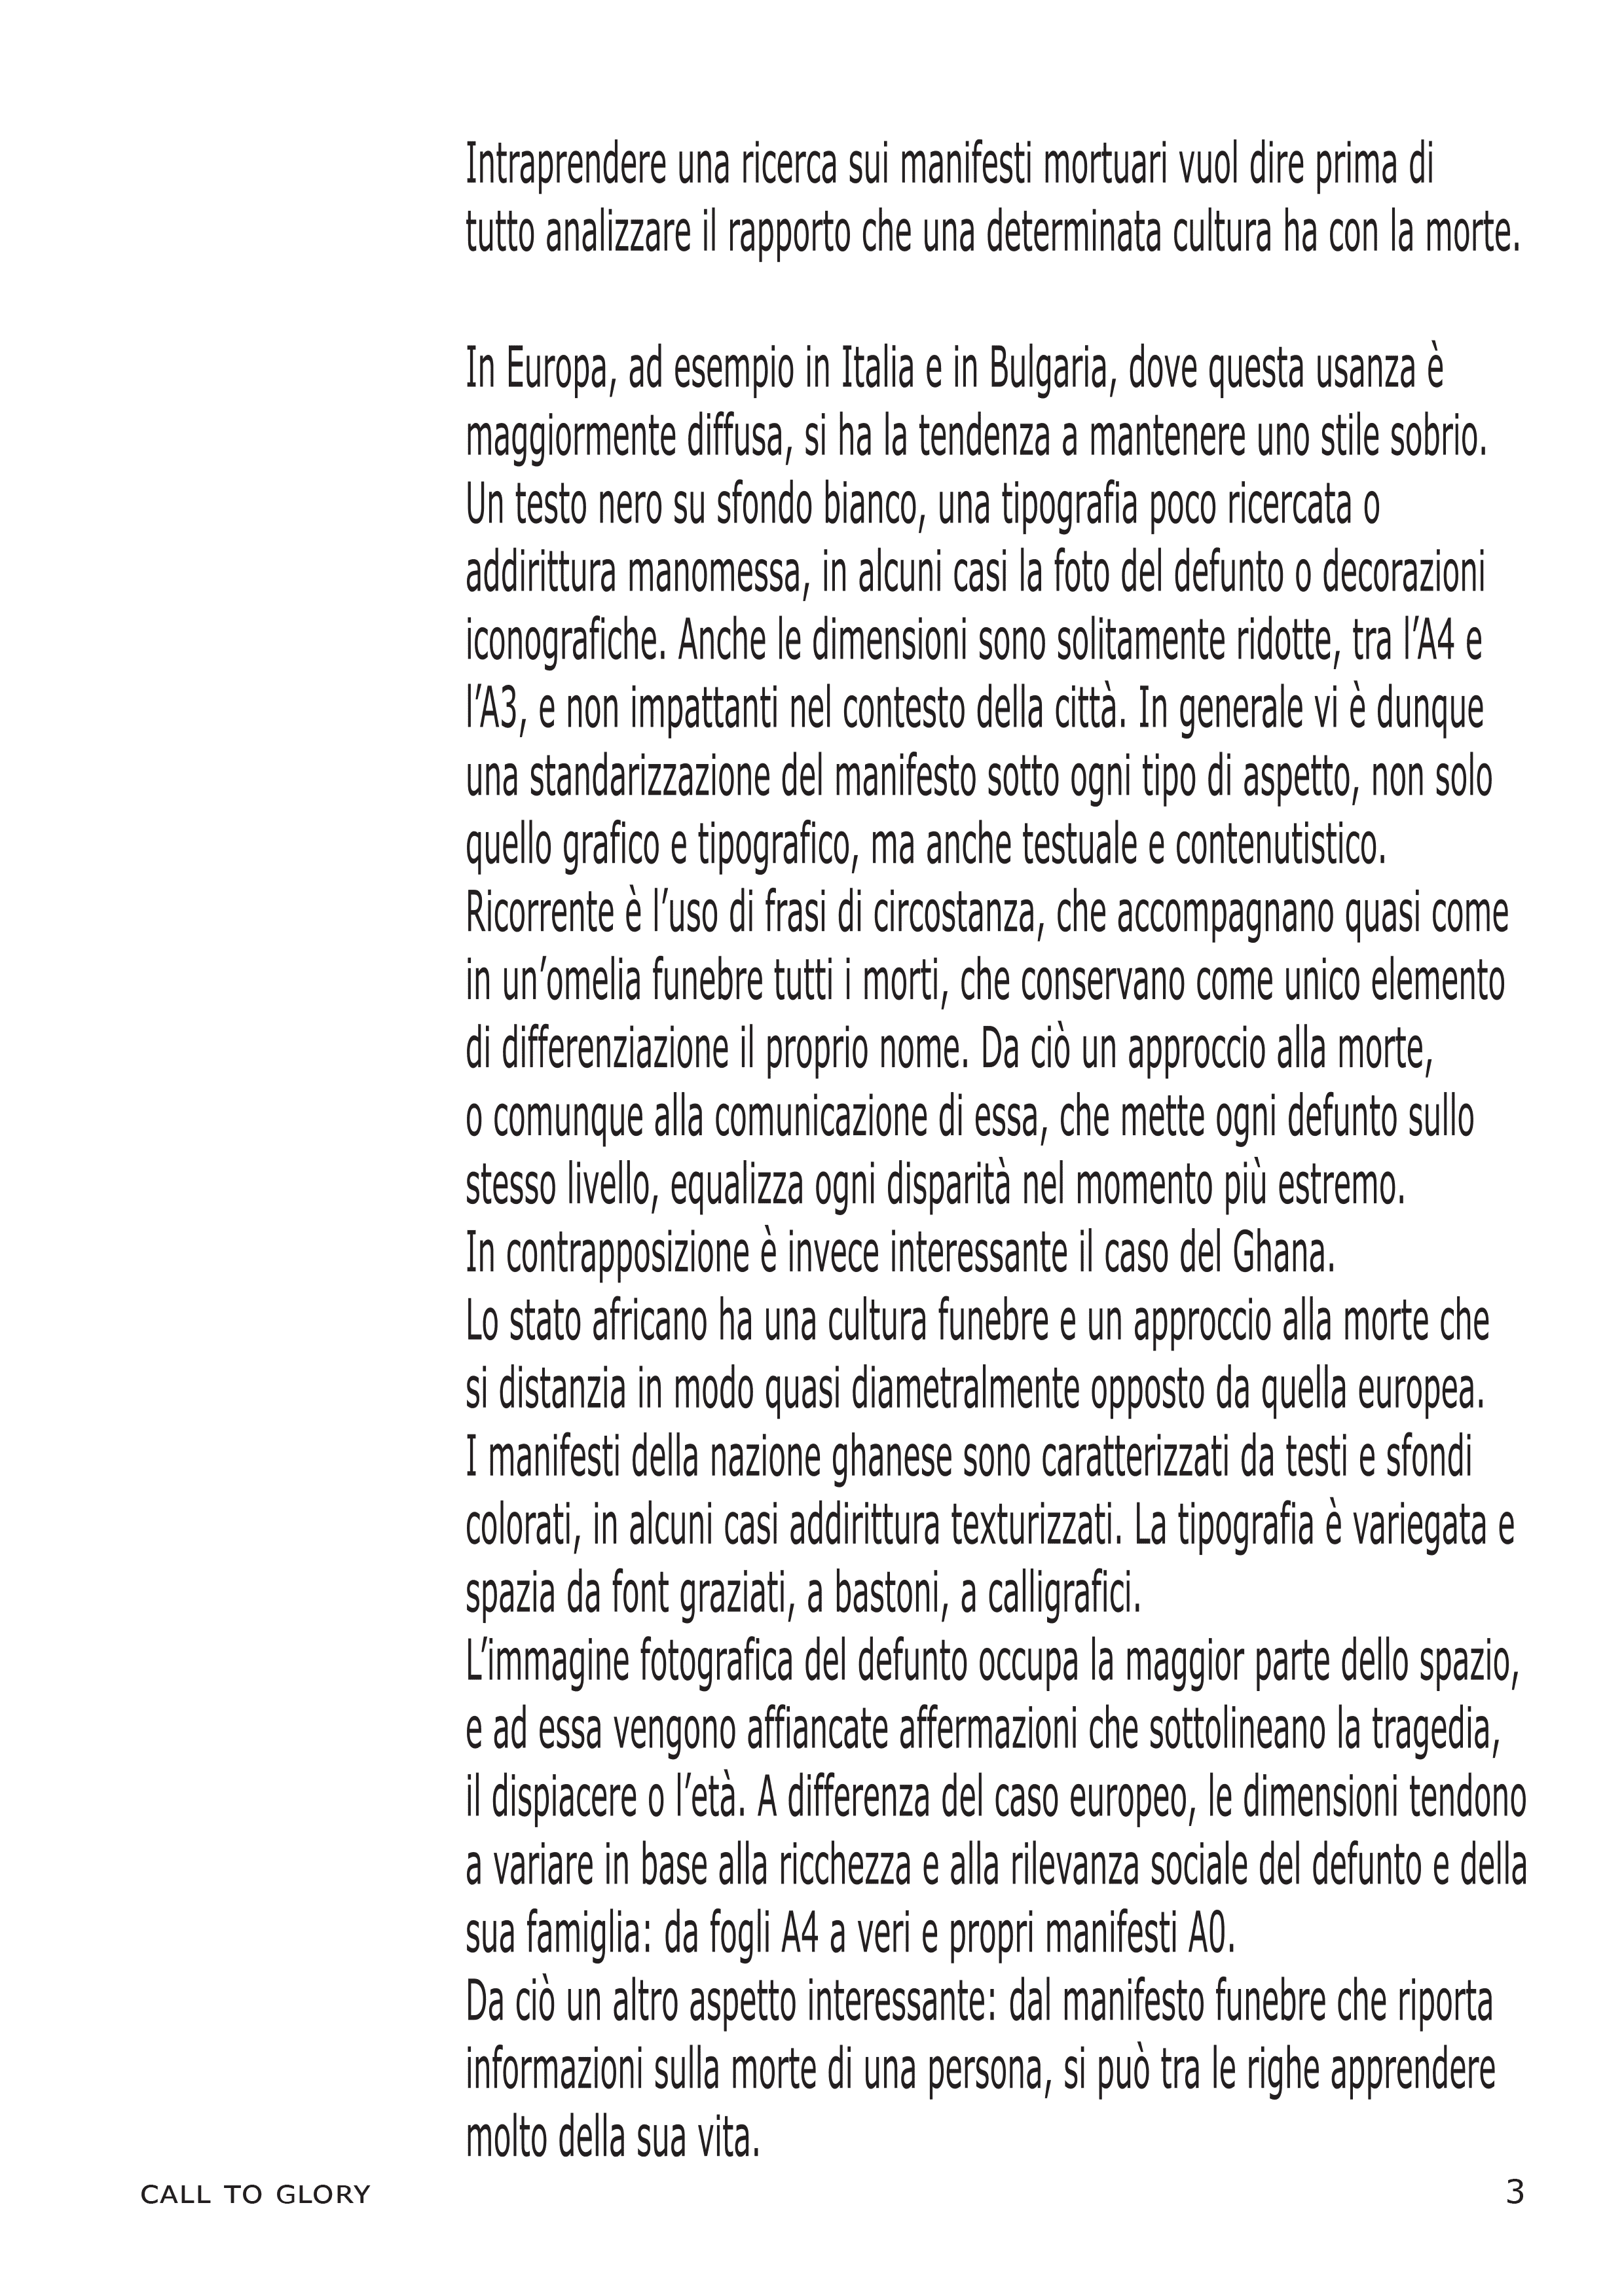 Intraprendere una ricerca sui manifesti mortuari vuol dire prima di
tutto analizzare il rapporto che una determinata cultura ha con la morte.
In Europa, ad esempio in Italia e in Bulgaria, dove questa usanza è
maggiormente diffusa, si ha la tendenza a mantenere uno stile sobrio.
Un testo nero su sfondo bianco, una tipografia poco ricercata o
addirittura manomessa, in alcuni casi la foto del defunto o decorazioni
iconografiche. Anche le dimensioni sono solitamente ridotte, tra l’A4 e
l’A3, e non impattanti nel contesto della città. In generale vi è dunque
una standarizzazione del manifesto sotto ogni tipo di aspetto, non solo
quello grafico e tipografico, ma anche testuale e contenutistico.
Ricorrente è l’uso di frasi di circostanza, che accompagnano quasi come
in un’omelia funebre tutti i morti, che conservano come unico elemento
di differenziazione il proprio nome. Da ciò un approccio alla morte,
o comunque alla comunicazione di essa, che mette ogni defunto sullo
stesso livello, equalizza ogni disparità nel momento più estremo.
In contrapposizione è invece interessante il caso del Ghana.
Lo stato africano ha una cultura funebre e un approccio alla morte che
si distanzia in modo quasi diametralmente opposto da quella europea.
I manifesti della nazione ghanese sono caratterizzati da testi e sfondi
colorati, in alcuni casi addirittura texturizzati. La tipografia è variegata e
spazia da font graziati, a bastoni, a calligrafici.
L’immagine fotografica del defunto occupa la maggior parte dello spazio,
e ad essa vengono affiancate affermazioni che sottolineano la tragedia,
il dispiacere o l’età. A differenza del caso europeo, le dimensioni tendono
a variare in base alla ricchezza e alla rilevanza sociale del defunto e della
sua famiglia: da fogli A4 a veri e propri manifesti A0.
Da ciò un altro aspetto interessante: dal manifesto funebre che riporta
informazioni sulla morte di una persona, si può tra le righe apprendere
molto della sua vita.
CALL TO GLORY
3